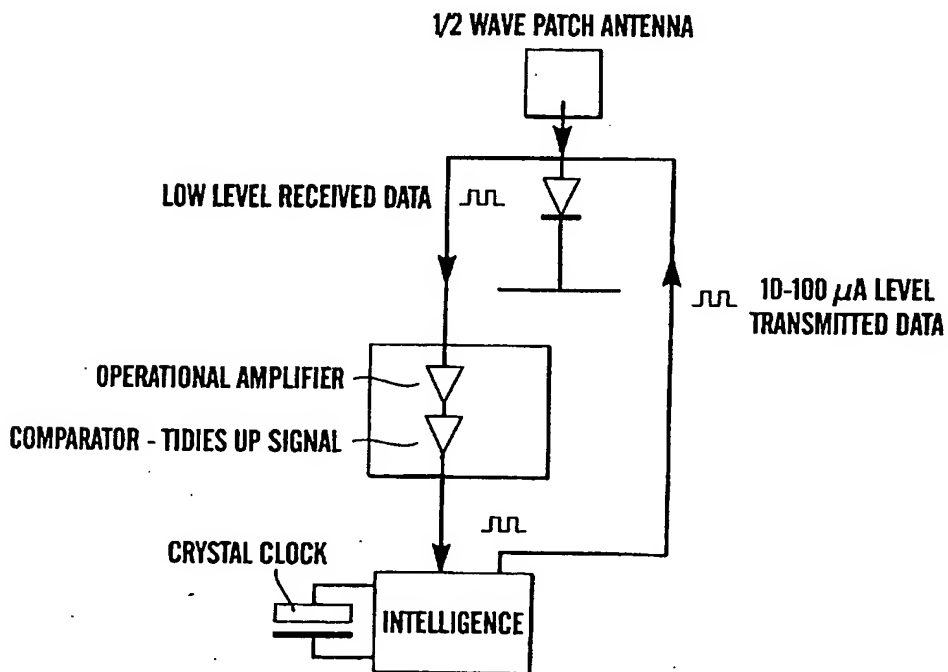 1/2 WAVE PATCH ANTENNA
LOW LEVEL RECEIVED DATA
10-100 μA LEVEL
TRANSMITTED DATA
OPERATIONAL AMPLIFIER
COMPARATOR - TIDIES UP SIGNAL
CRYSTAL CLOCK
INTELLIGENCE